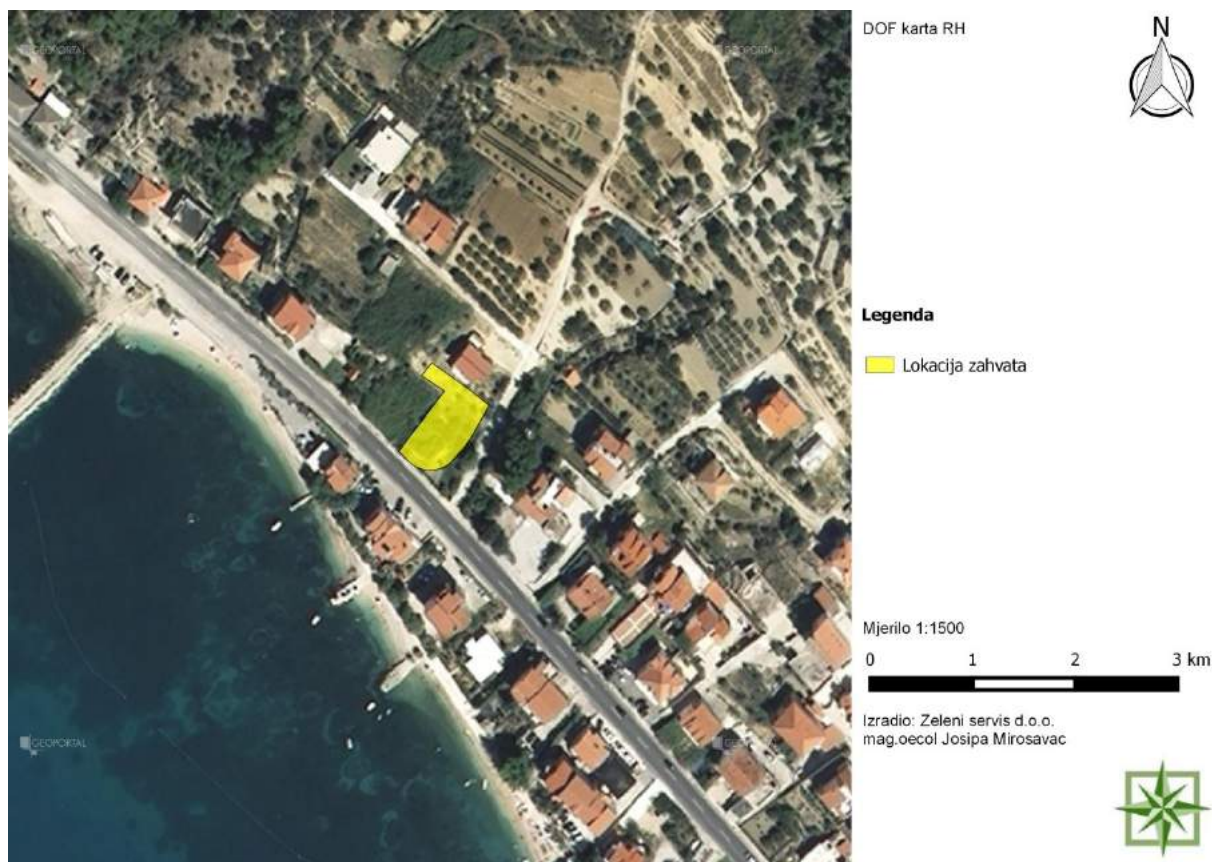 DOF karta RH
N
GEOPORTAL
GEOPORTAL
Legenda
Lokacija zahvata
Mjerilo 1:1500
0 1 2 3 km
Izradio: Zeleni servis d.o.o.
mag.oecol Josipa Mirosavac
GEOPORTAL
GEOPORTAL